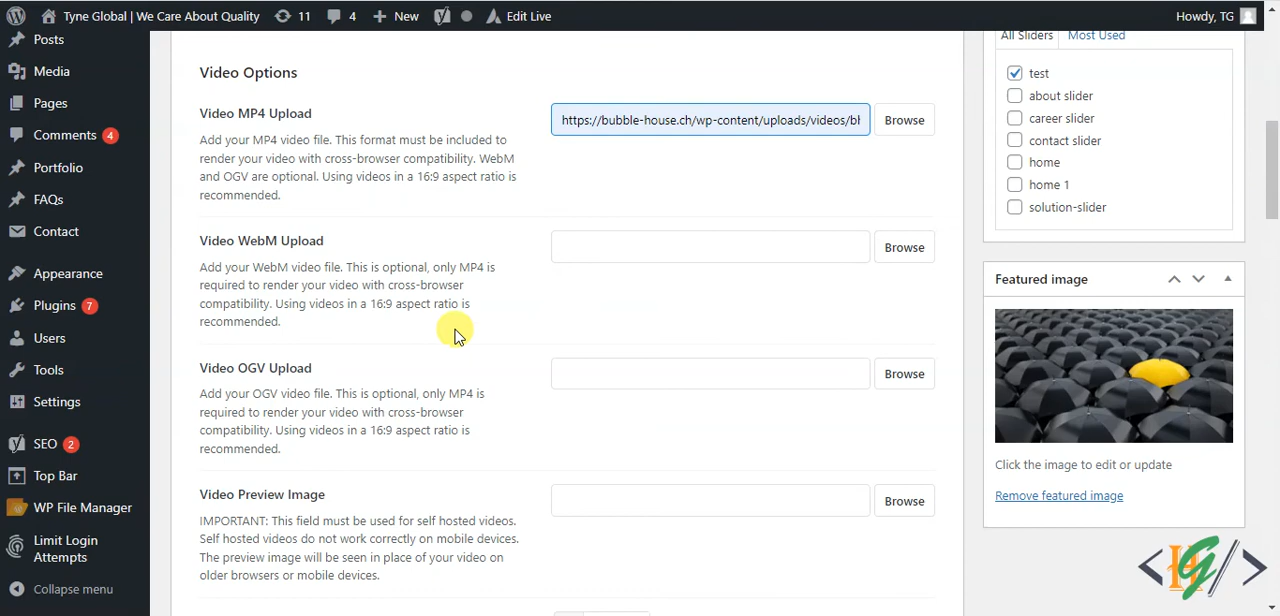 Tyne Global | We Care About Quality 11 4 New Edit Live Howdy, TG
Posts
Media
Pages
Comments 4
Portfolio
FAQs
Contact
Appearance
Plugins 7
Users
Tools
Settings
SEO 2
Top Bar
WP File Manager
Limit Login
Attempts
Collapse menu
Video Options
Video MP4 Upload
Add your MP4 video file. This format must be included to
render your video with cross-browser compatibility. WebM
and OGV are optional. Using videos in a 16:9 aspect ratio is
recommended.
https://bubble-house.ch/wp-content/uploads/videos/bl
Browse
Video WebM Upload
Add your WebM video file. This is optional, only MP4 is
required to render your video with cross-browser
compatibility. Using videos in a 16:9 aspect ratio is
recommended.
Browse
Video OGV Upload
Add your OGV video file. This is optional, only MP4 is
required to render your video with cross-browser
compatibility. Using videos in a 16:9 aspect ratio is
recommended.
Browse
Video Preview Image
IMPORTANT: This field must be used for self hosted videos.
Self hosted videos do not work correctly on mobile devices.
The preview image will be seen in place of your video on
older browsers or mobile devices.
Browse
All Sliders Most Used
test
about slider
career slider
contact slider
home
home 1
solution-slider
Featured image
Click the image to edit or update
Remove featured image